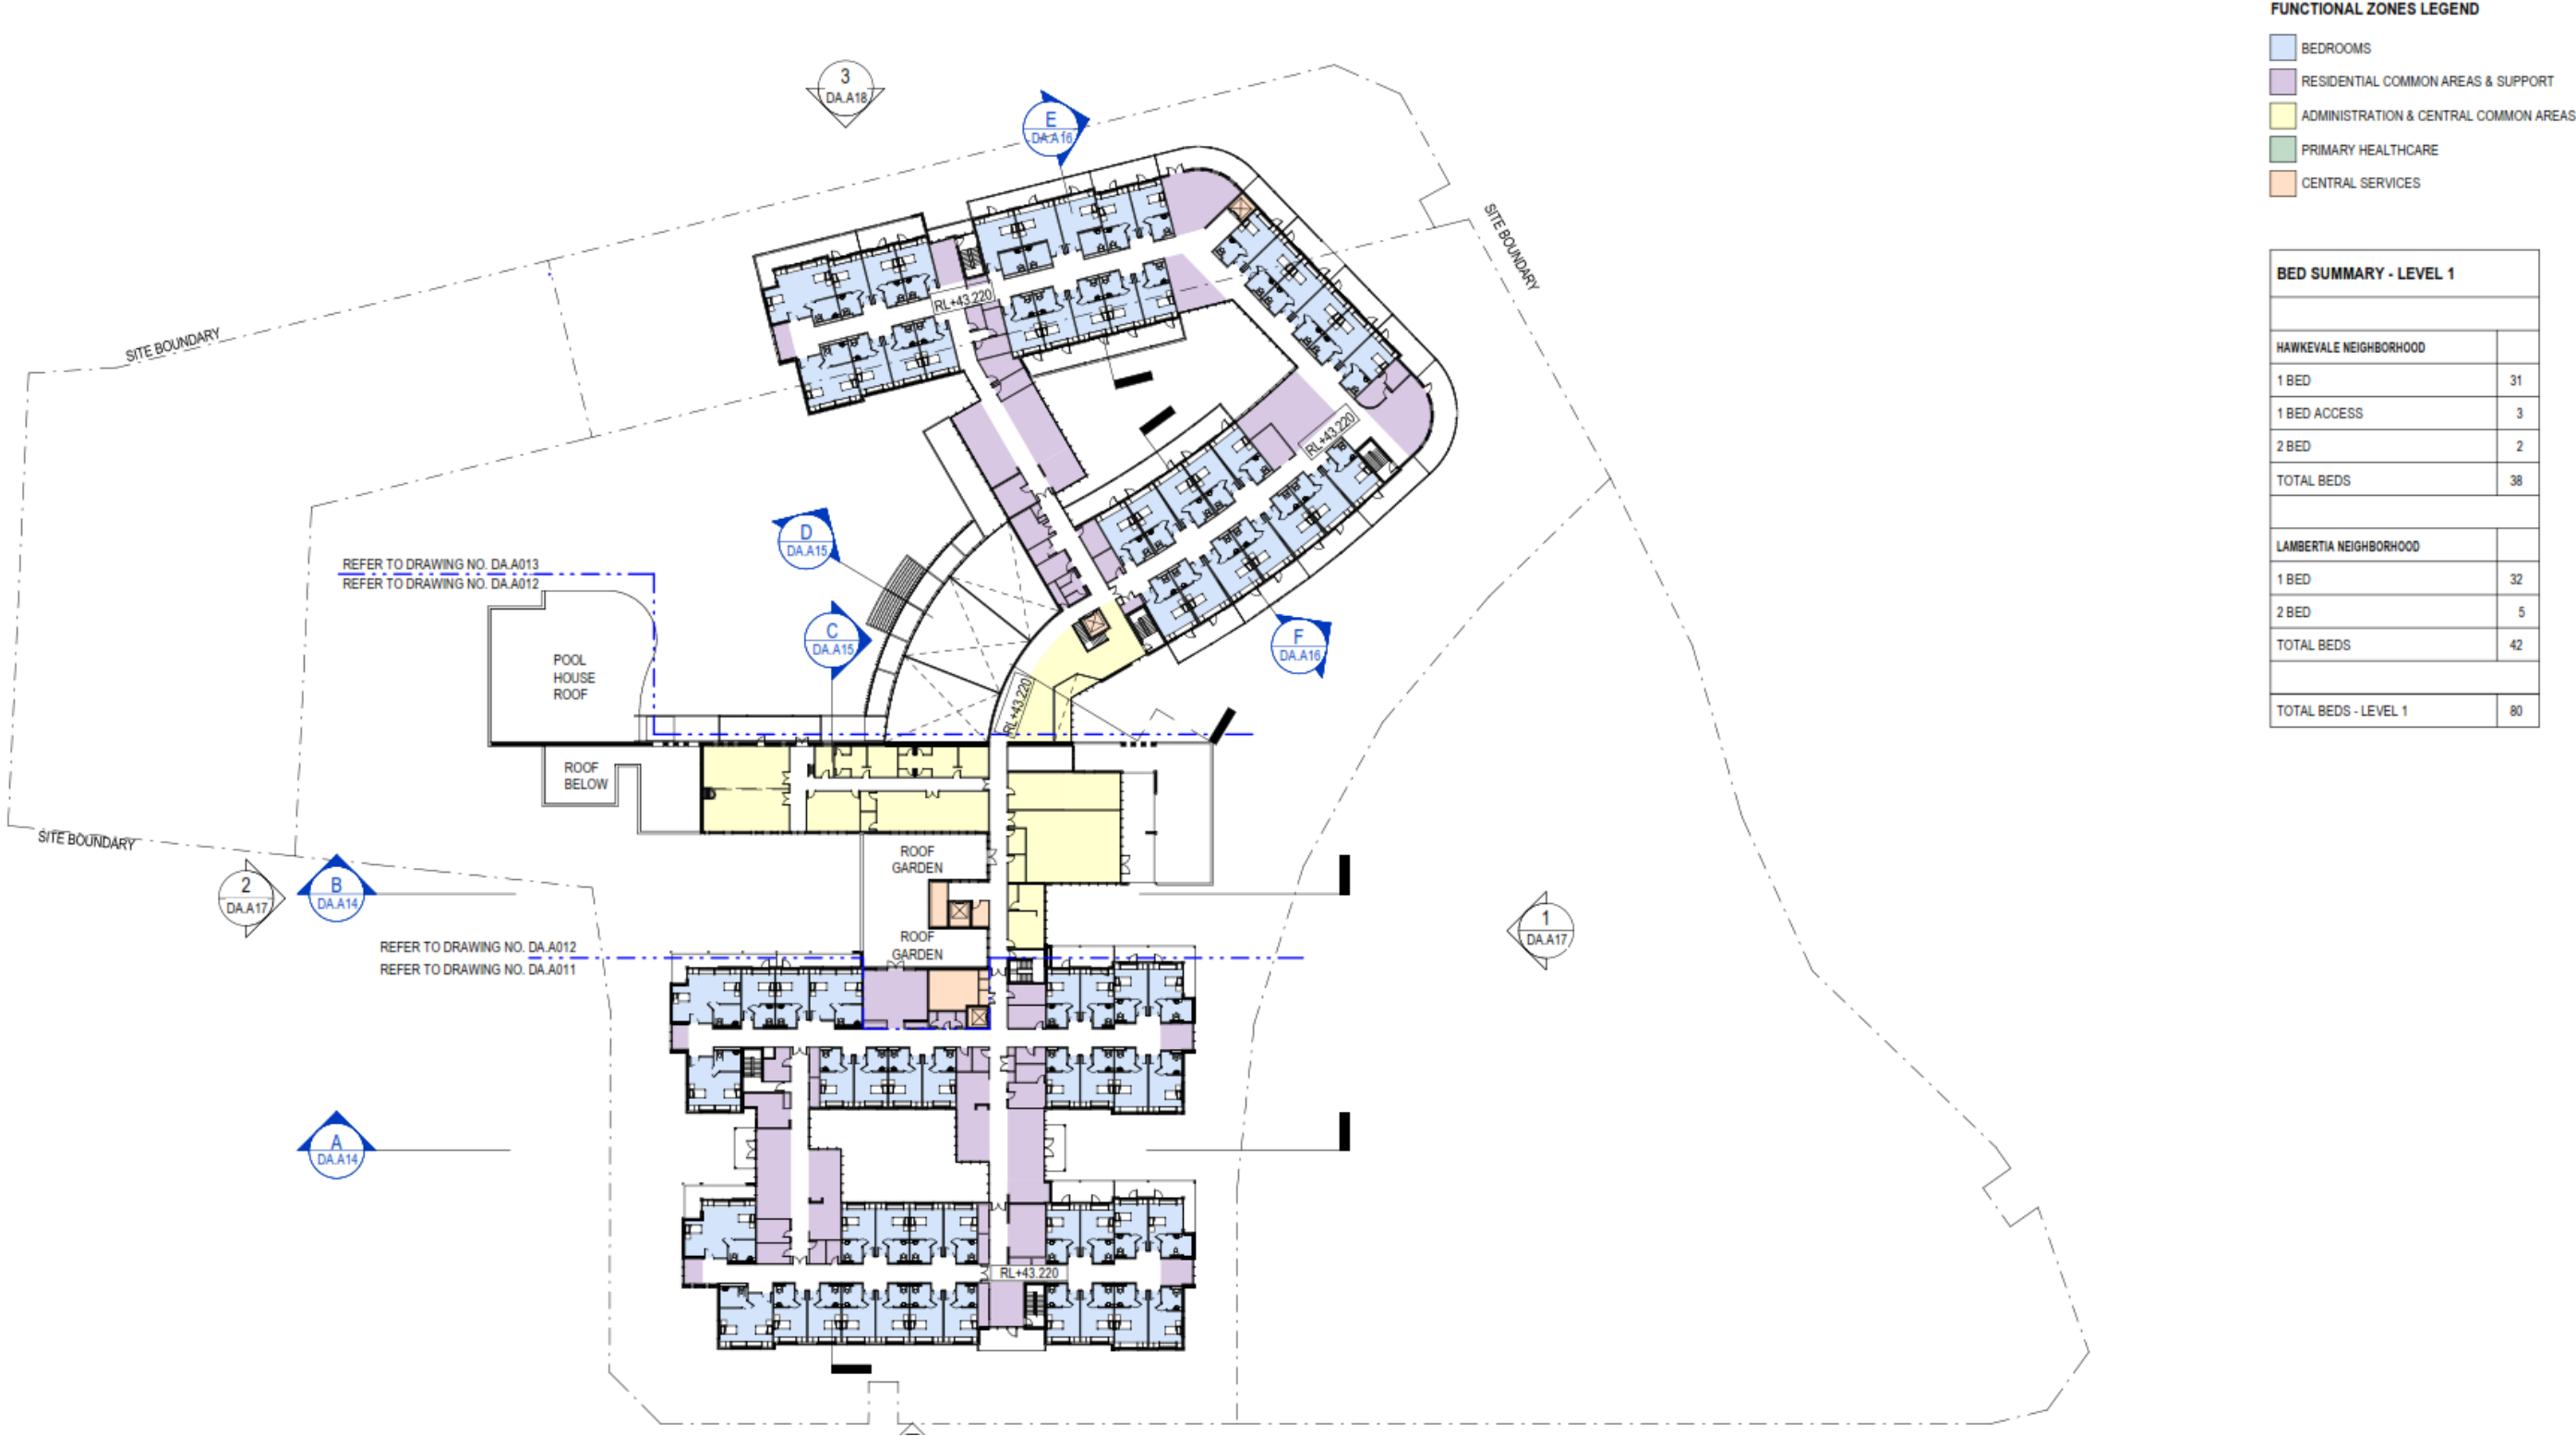 FUNCTIONAL ZONES LEGEND
BEDROOMS
RESIDENTIAL COMMON AREAS & SUPPORT
ADMINISTRATION & CENTRAL COMMON AREAS
PRIMARY HEALTHCARE
CENTRAL SERVICES
BED SUMMARY - LEVEL 1
HAWKEVALE NEIGHBORHOOD
1 BED 31
1 BED ACCESS 3
2 BED 2
TOTAL BEDS 38
LAMBERTIA NEIGHBORHOOD
1 BED 32
2 BED 5
TOTAL BEDS 42
TOTAL BEDS - LEVEL 1 80
3
DA.A18
E
DA.A16
SITE BOUNDARY
RL+43.220
SITE BOUNDARY
RL+43.220
D
DA.A15
REFER TO DRAWING NO. DA.A013
REFER TO DRAWING NO. DA.A012
C
DA.A15
F
DA.A16
POOL
HOUSE
ROOF
RL+43.220
ROOF
BELOW
SITE BOUNDARY
ROOF
GARDEN
2
DA.A17
B
DA.A14
1
DA.A17
ROOF
GARDEN
REFER TO DRAWING NO. DA.A012
REFER TO DRAWING NO. DA.A011
A
DA.A14
RL+43.220